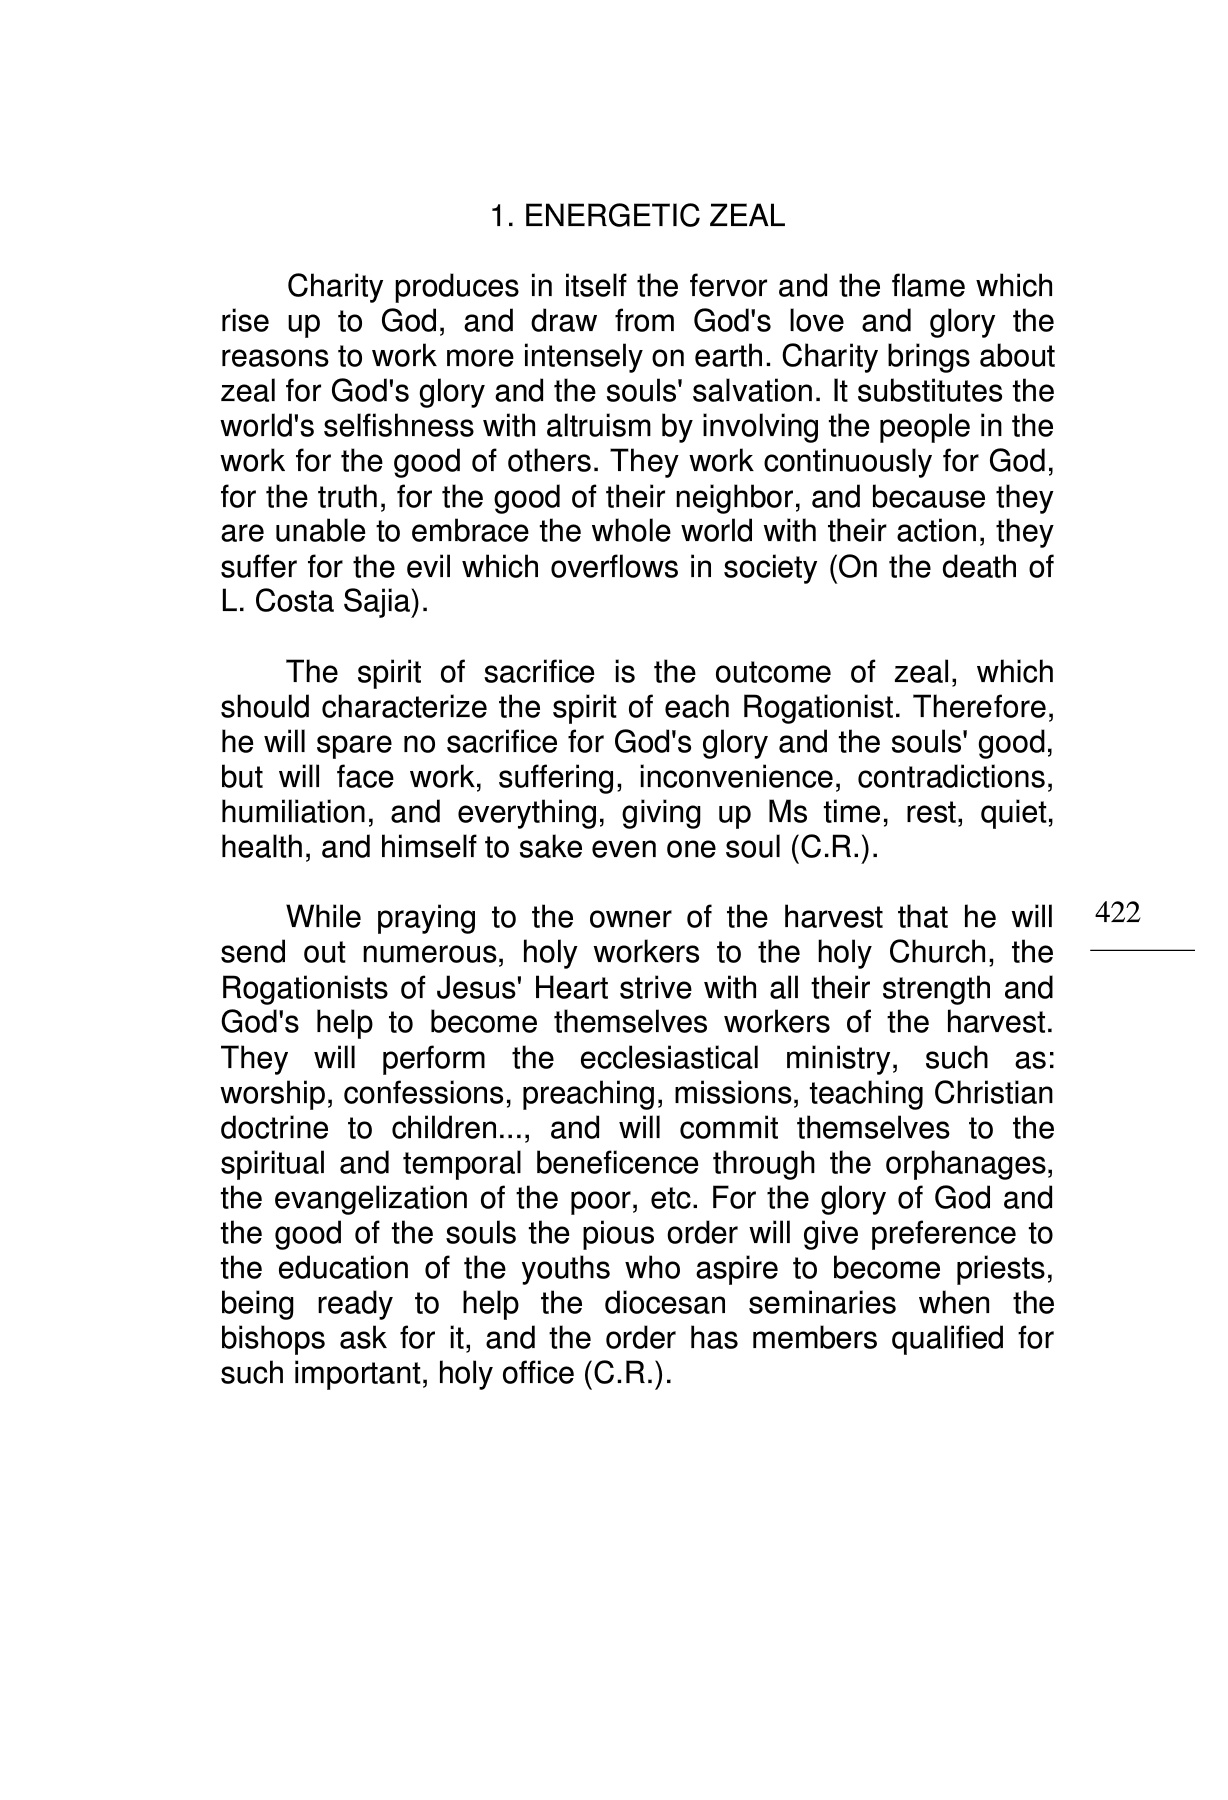 1. ENERGETIC ZEAL
Charity produces in itself the fervor and the flame which
rise up to God, and draw from God's love and glory the
reasons to work more intensely on earth. Charity brings about
zeal for God's glory and the souls' salvation. It substitutes the
world's selfishness with altruism by involving the people in the
work for the good of others. They work continuously for God,
for the truth, for the good of their neighbor, and because they
are unable to embrace the whole world with their action, they
suffer for the evil which overflows in society (On the death of
L. Costa Sajia).
The spirit of sacrifice is the outcome of zeal, which
should characterize the spirit of each Rogationist. Therefore,
he will spare no sacrifice for God's glory and the souls' good,
but will face work, suffering, inconvenience, contradictions,
humiliation, and everything, giving up Ms time, rest, quiet,
health, and himself to sake even one soul (C.R.).
While praying to the owner of the harvest that he will
send out numerous, holy workers to the holy Church, the
Rogationists of Jesus' Heart strive with all their strength and
God's help to become themselves workers of the harvest.
They will perform the ecclesiastical ministry, such as:
worship, confessions, preaching, missions, teaching Christian
doctrine to children..., and will commit themselves to the
spiritual and temporal beneficence through the orphanages,
the evangelization of the poor, etc. For the glory of God and
the good of the souls the pious order will give preference to
the education of the youths who aspire to become priests,
being ready to help the diocesan seminaries when the
bishops ask for it, and the order has members qualified for
such important, holy office (C.R.).
422